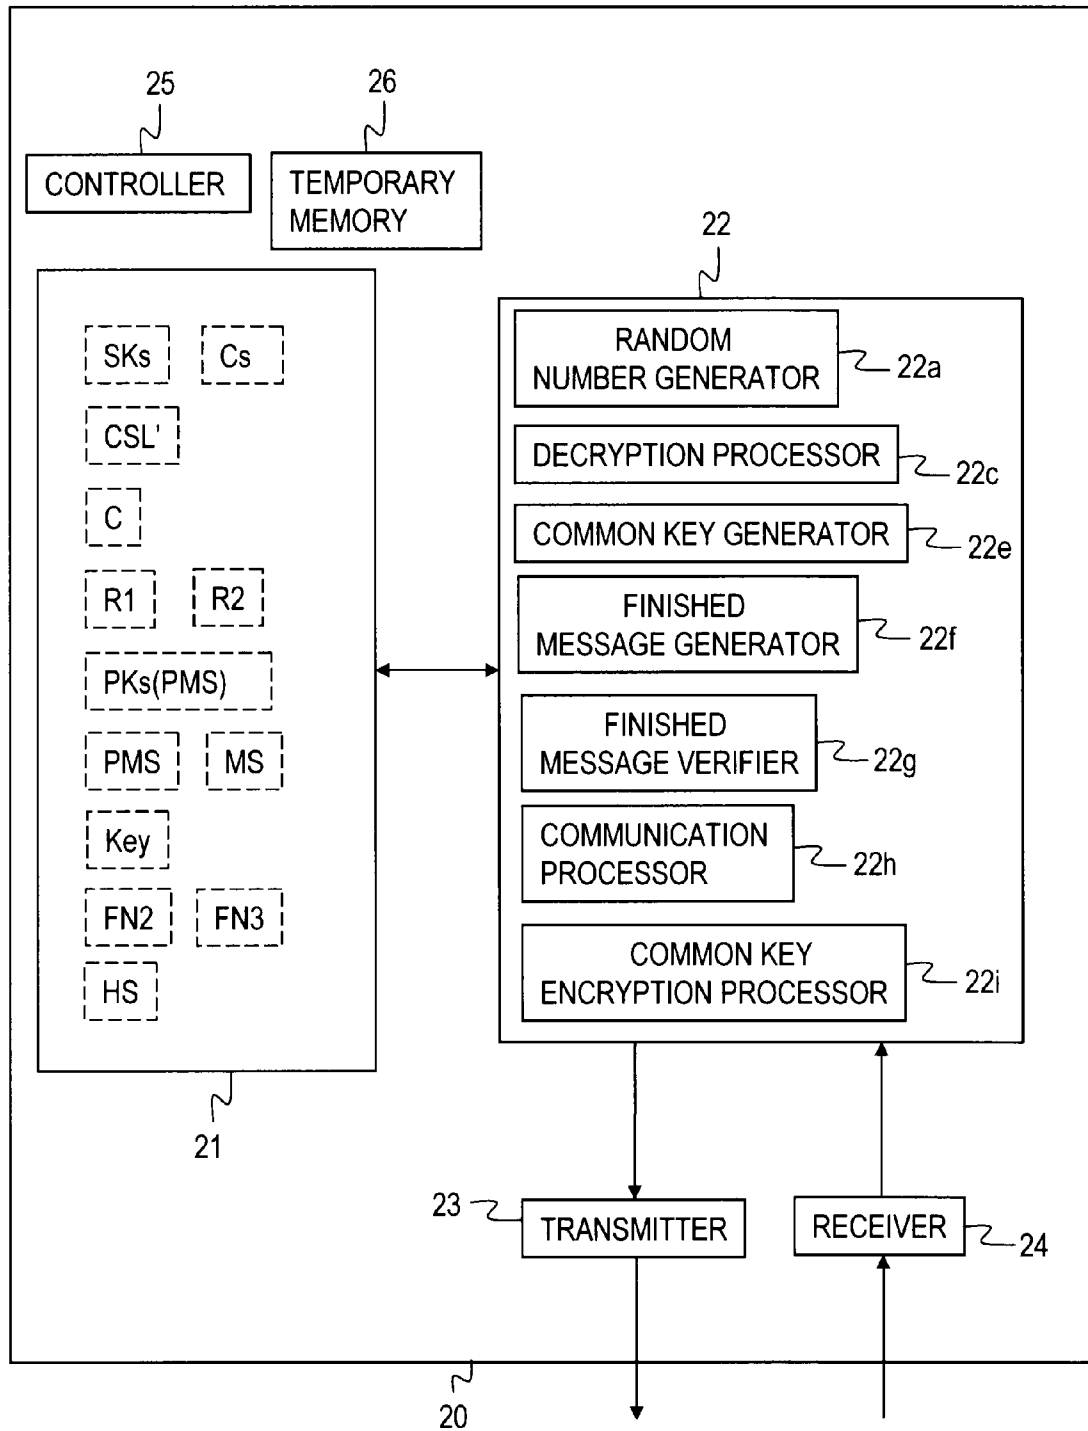 25
26
CONTROLLER
TEMPORARY
MEMORY
22
SKs
Cs
CSL'
C
R1
R2
PKs(PMS)
PMS
MS
Key
FN2
FN3
HS
21
RANDOM
NUMBER GENERATOR
22a
DECRYPTION PROCESSOR
22c
COMMON KEY GENERATOR
22e
FINISHED
MESSAGE GENERATOR
22f
FINISHED
MESSAGE VERIFIER
22g
COMMUNICATION
PROCESSOR
22h
COMMON KEY
ENCRYPTION PROCESSOR
22i
23
TRANSMITTER
RECEIVER
24
20